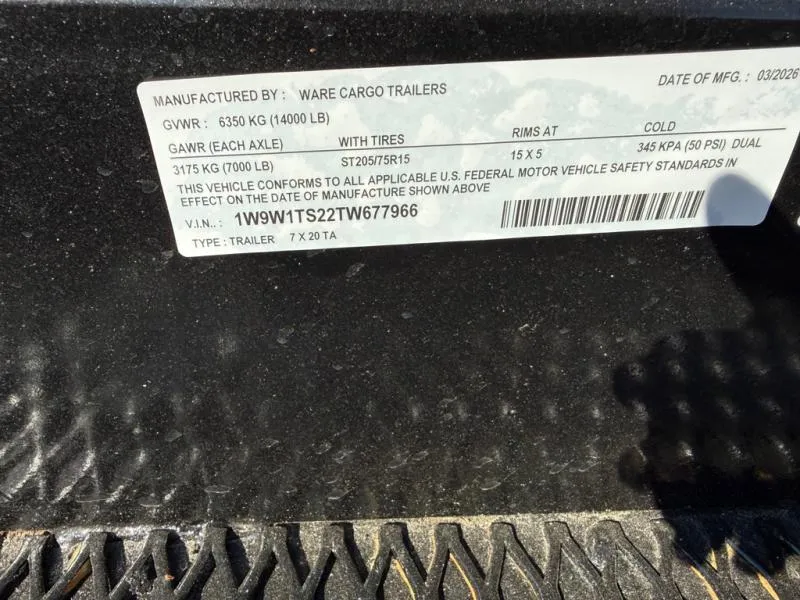 MANUFACTURED BY : WARE CARGO TRAILERS DATE OF MFG. : 03/2026
GVWR : 6350 KG (14000 LB)
GAWR (EACH AXLE) WITH TIRES RIMS AT COLD
3175 KG (7000 LB) ST205/75R15 15 X 5 345 KPA (50 PSI) DUAL
THIS VEHICLE CONFORMS TO ALL APPLICABLE U.S. FEDERAL MOTOR VEHICLE SAFETY STANDARDS IN
EFFECT ON THE DATE OF MANUFACTURE SHOWN ABOVE
V.I.N.. : 1W9W1TS22TW677966
TYPE : TRAILER 7 X 20 TA